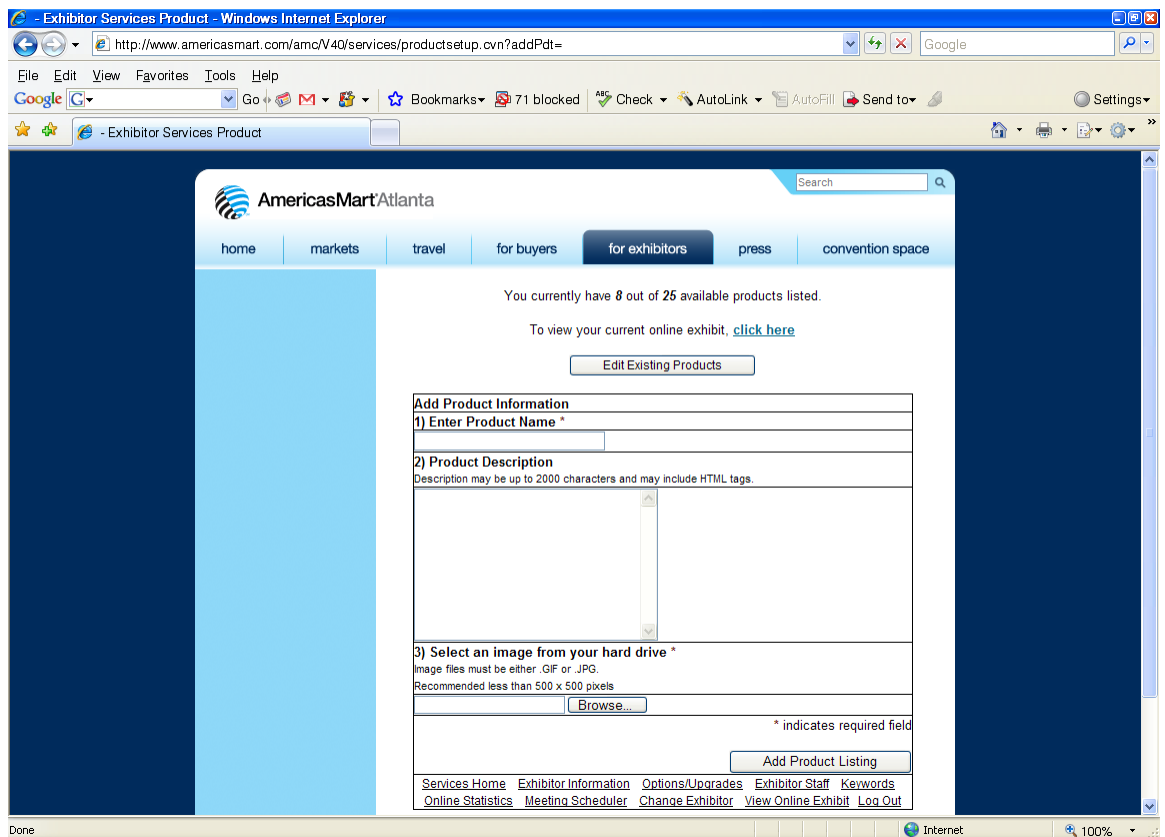 - Exhibitor Services Product - Windows Internet Explorer
http://www.americasmart.com/amc/V40/services/productsetup.cvn?addPdt=
Google
File Edit View Favorites Tools Help
Google G Go Bookmarks 71 blocked ABC Check AutoLink AutoFill Send to Settings
- Exhibitor Services Product
Search
AmericasMart Atlanta
home markets travel for buyers for exhibitors press convention space
You currently have 8 out of 25 available products listed.
To view your current online exhibit, click here
Edit Existing Products
Add Product Information
1) Enter Product Name *
2) Product Description
Description may be up to 2000 characters and may include HTML tags.
3) Select an image from your hard drive *
Image files must be either .GIF or .JPG.
Recommended less than 500 x 500 pixels
Browse...
* indicates required field
Add Product Listing
Services Home Exhibitor Information Options/Upgrades Exhibitor Staff Keywords
Online Statistics Meeting Scheduler Change Exhibitor View Online Exhibit Log Out
Done Internet 100%